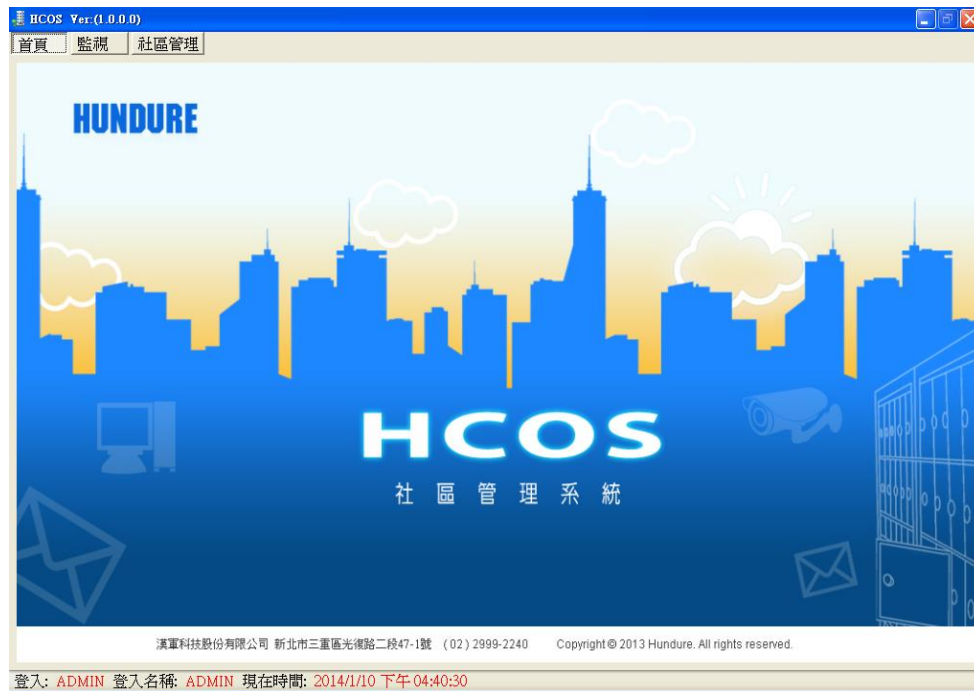 HCOS Ver:(1.0.0.0)
首頁 監視 社區管理
HUNDURE
HCOS
社區管理系統
漢軍科技股份有限公司 新北市三重區光復路二段47-1號 (02) 2999-2240 Copyright © 2013 Hundure. All rights reserved.
登入: ADMIN 登入名稱: ADMIN 現在時間: 2014/1/10 下午 04:40:30